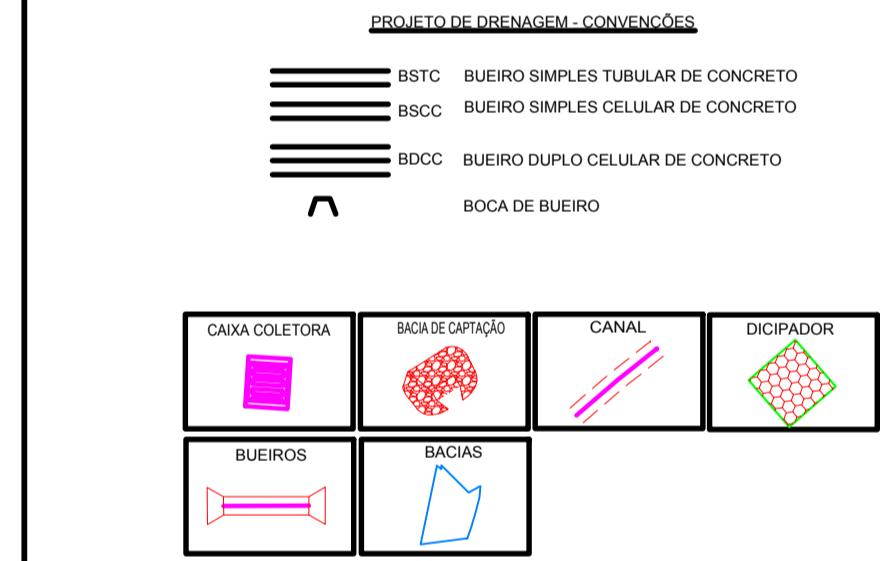 PROJETO DE DRENAGEM - CONVENÇÕES
BSTC BUEIRO SIMPLES TUBULAR DE CONCRETO
BSCC BUEIRO SIMPLES CELULAR DE CONCRETO
BDCC BUEIRO DUPLO CELULAR DE CONCRETO
BOCA DE BUEIRO
CAIXA COLETORA
BACIA DE CAPTAÇÃO
CANAL
DICIPADOR
BUEIROS
BACIAS